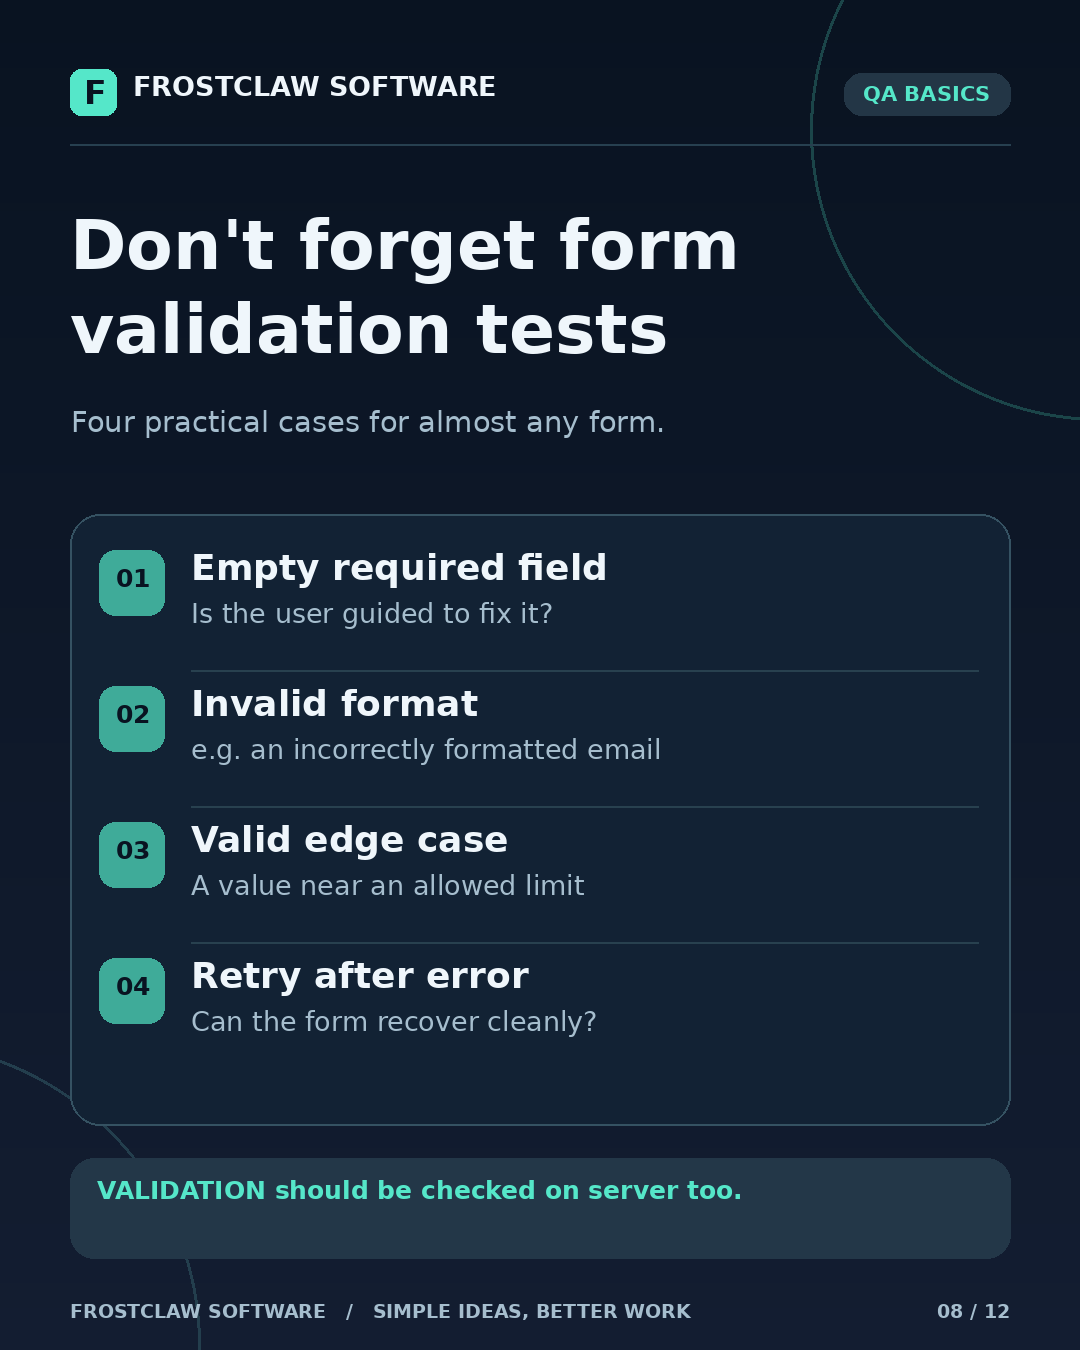 F FROSTCLAW SOFTWARE
QA BASICS
Don't forget form
validation tests
Four practical cases for almost any form.
01 Empty required field
Is the user guided to fix it?
02 Invalid format
e.g. an incorrectly formatted email
03 Valid edge case
A value near an allowed limit
04 Retry after error
Can the form recover cleanly?
VALIDATION should be checked on server too.
FROSTCLAW SOFTWARE / SIMPLE IDEAS, BETTER WORK
08 / 12